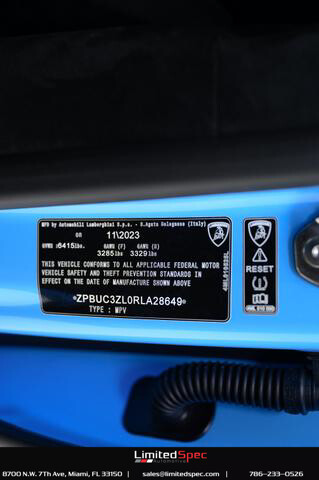 MFD by Automobili Lamborghini S.p.a. - S.Agata Bolognese (Italy)
on 11\2023
GVWR :6415lbs. GAWR (F) GAWR (R)
3285lbs 3329lbs
THIS VEHICLE CONFORMS TO ALL APPLICABLE FEDERAL MOTOR
VEHICLE SAFETY AND THEFT PREVENTION STANDARDS IN
EFFECT ON THE DATE OF MANUFACTURE SHOWN ABOVE
ZPBUC3ZL0RLA28649
TYPE : MPV
RESET
LimitedSpec
Automotive
8700 N.W. 7Th Ave, Miami, FL 33150 | sales@limitedspec.com | 786-233-0526